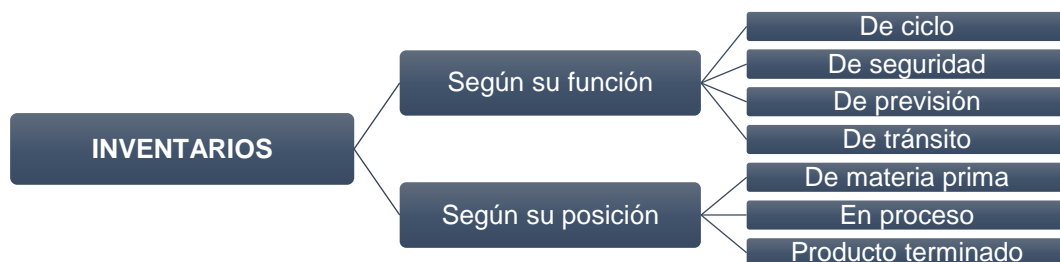 INVENTARIOS
Según su función
De ciclo
De seguridad
De previsión
De tránsito
Según su posición
De materia prima
En proceso
Producto terminado